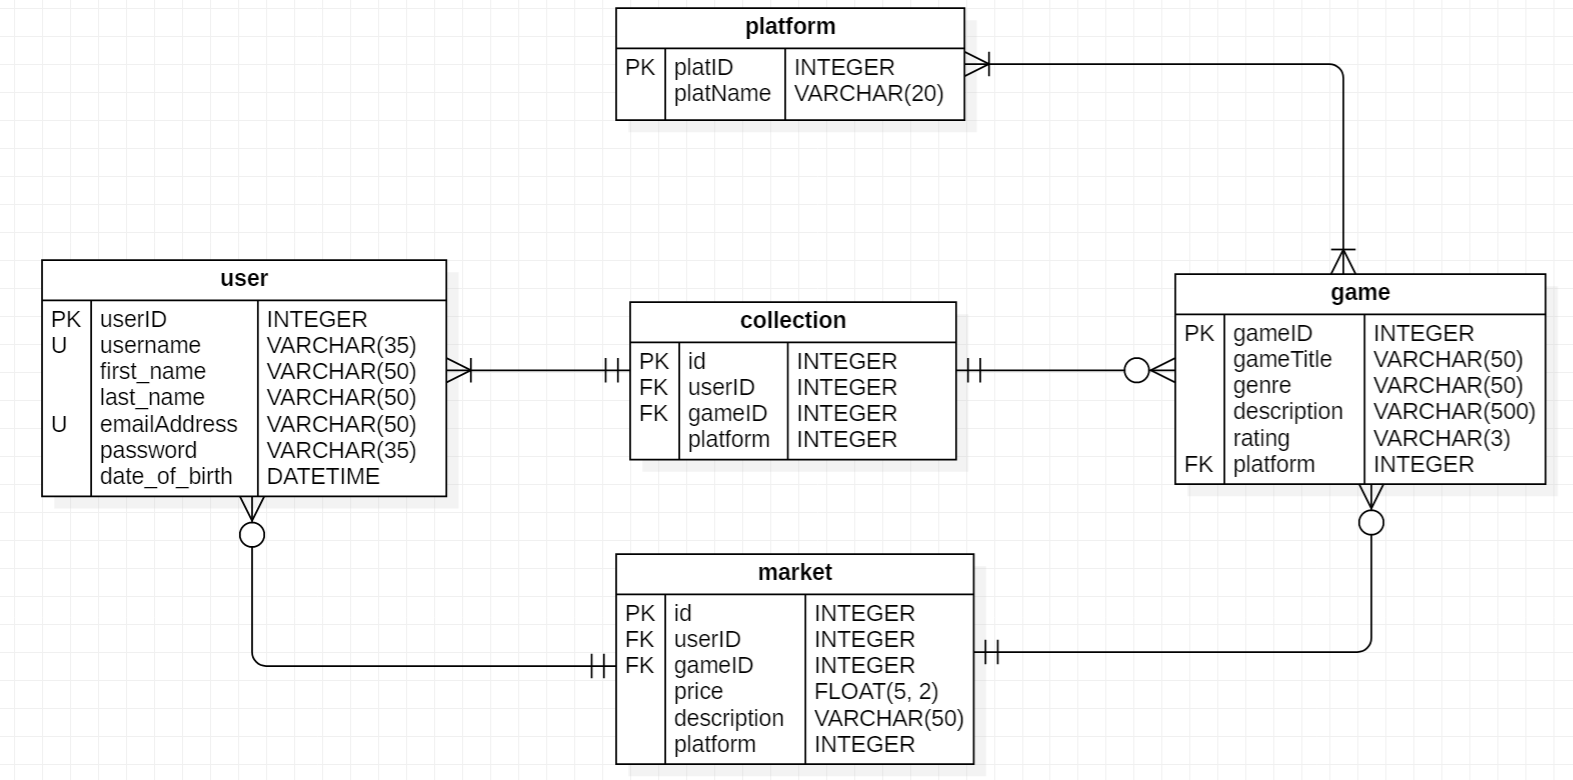 platform
PK platID INTEGER
platName VARCHAR(20)
user
PK userID INTEGER
U username VARCHAR(35)
first_name VARCHAR(50)
last_name VARCHAR(50)
U emailAddress VARCHAR(50)
password VARCHAR(35)
date_of_birth DATETIME
collection
PK id INTEGER
FK userID INTEGER
FK gameID INTEGER
platform INTEGER
game
PK gameID INTEGER
gameTitle VARCHAR(50)
genre VARCHAR(50)
description VARCHAR(500)
rating VARCHAR(3)
FK platform INTEGER
market
PK id INTEGER
FK userID INTEGER
FK gameID INTEGER
price FLOAT(5, 2)
description VARCHAR(50)
platform INTEGER